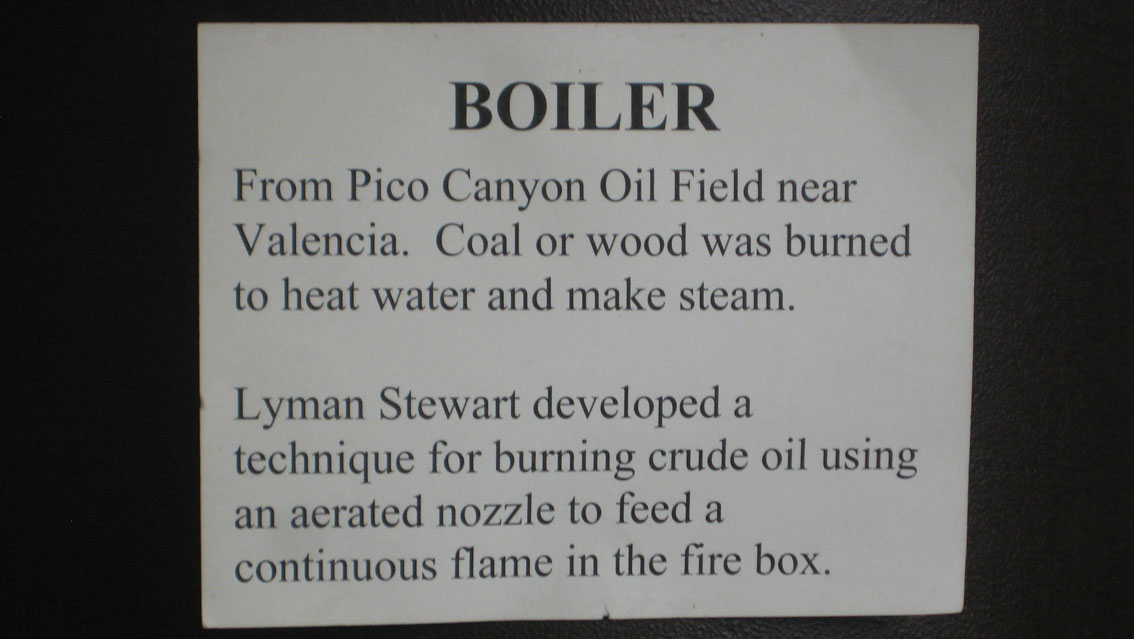 BOILER
From Pico Canyon Oil Field near
Valencia.  Coal or wood was burned
to heat water and make steam.
Lyman Stewart developed a
technique for burning crude oil using
an aerated nozzle to feed a
continuous flame in the fire box.